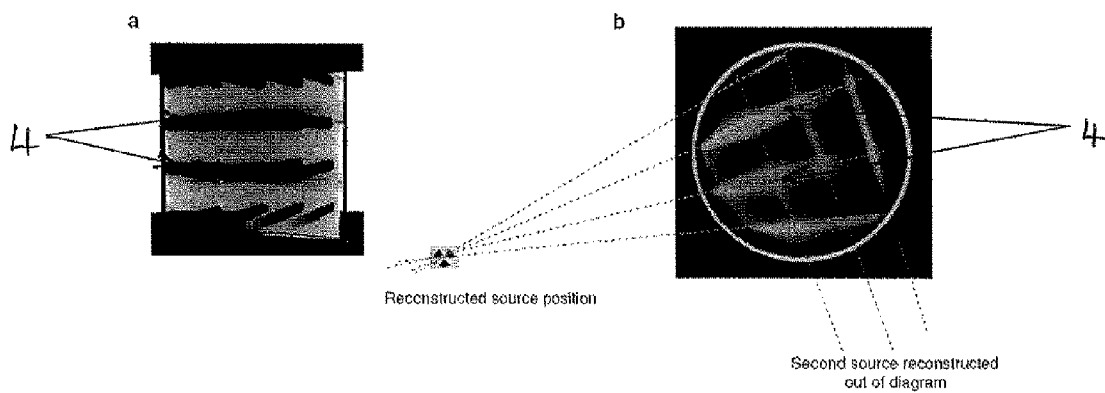 a
b
4
4
Reconstructed source position
Second source reconstructed
out of diagram